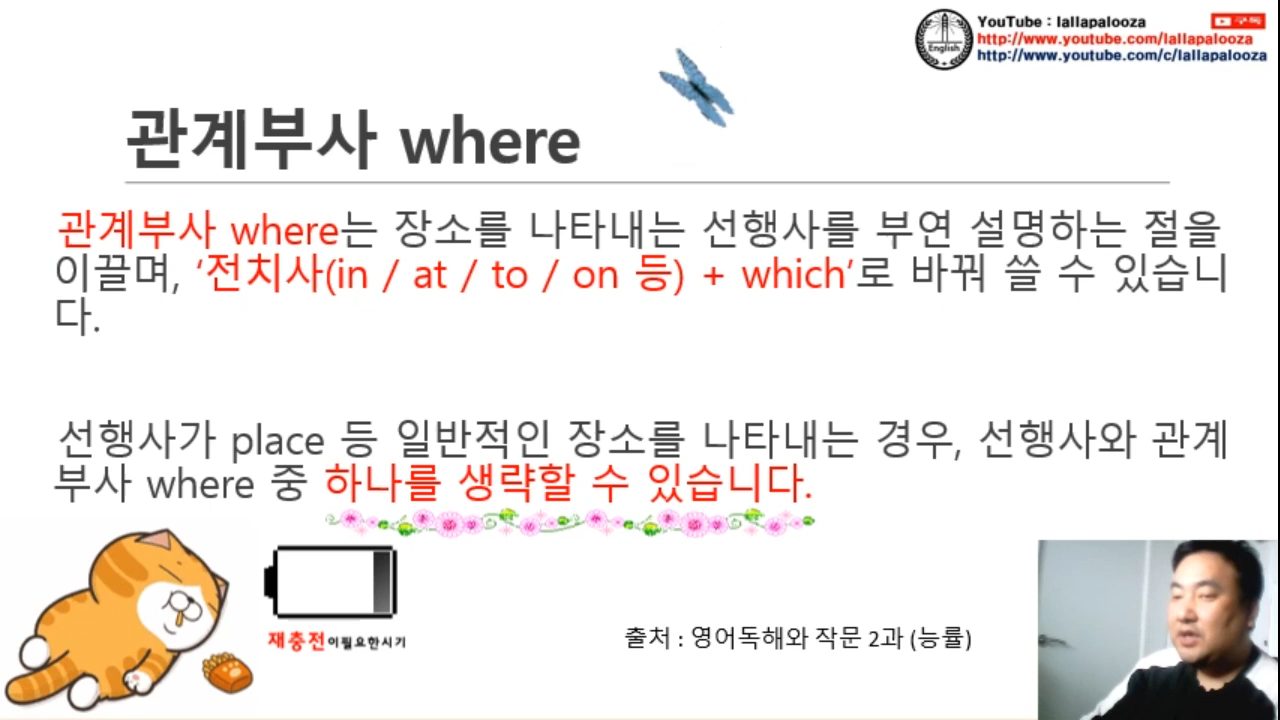 YouTube : lallapalooza
구독
http://www.youtube.com/lallapalooza
http://www.youtube.com/c/lallapalooza
English
관계부사 where
관계부사 where는 장소를 나타내는 선행사를 부연 설명하는 절을
이끌며, ‘전치사(in / at / to / on 등) + which’로 바꿔 쓸 수 있습니
다.
선행사가 place 등 일반적인 장소를 나타내는 경우, 선행사와 관계
부사 where 중 하나를 생략할 수 있습니다.
재충전이필요한시기
출처 : 영어독해와 작문 2과 (능률)